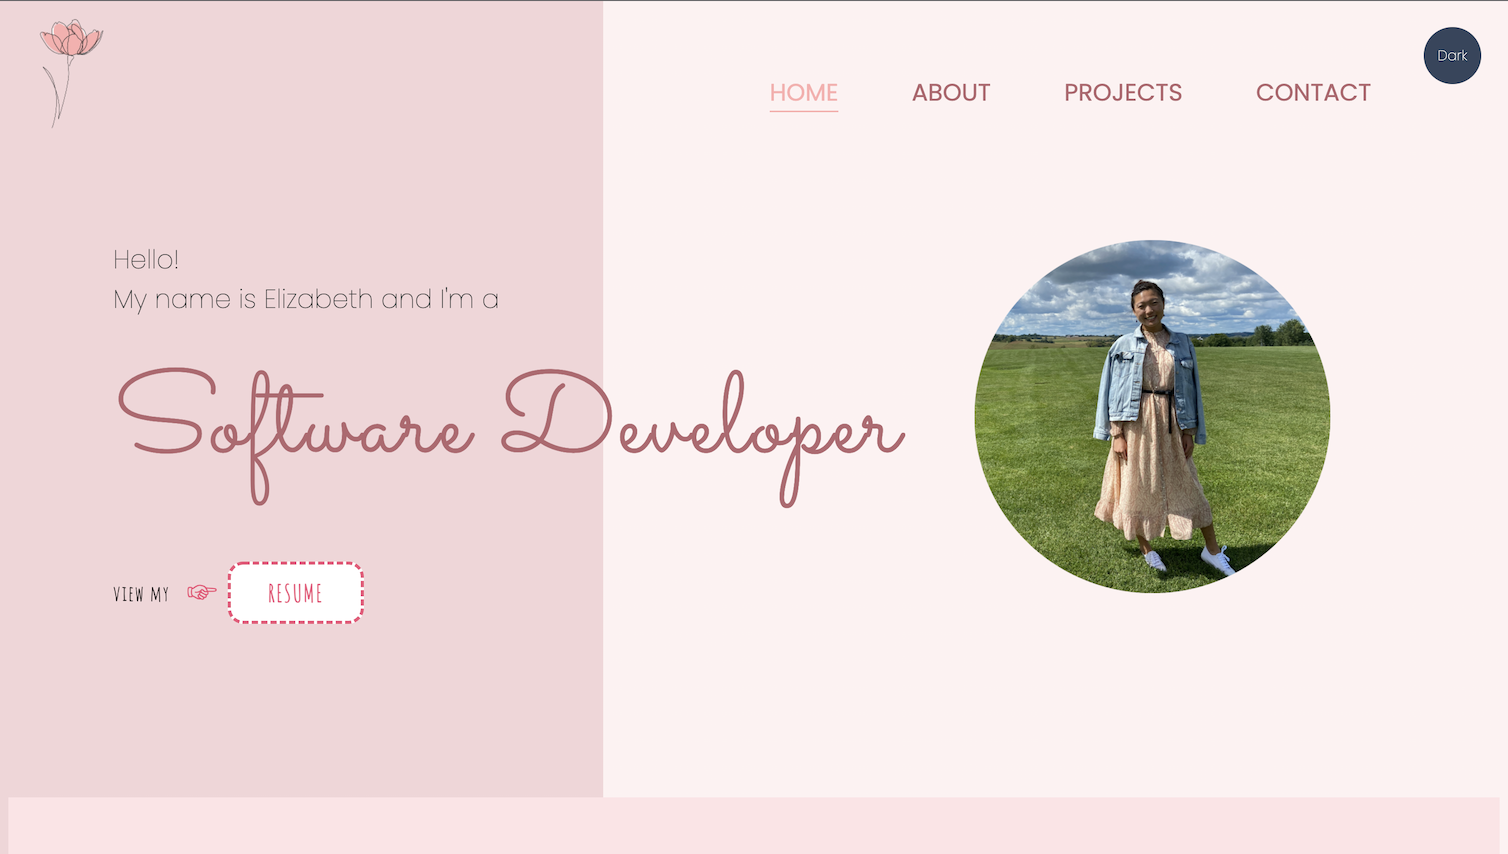 HOME ABOUT PROJECTS CONTACT
Dark
Hello!
My name is Elizabeth and I'm a
Software Developer
VIEW MY
RESUME